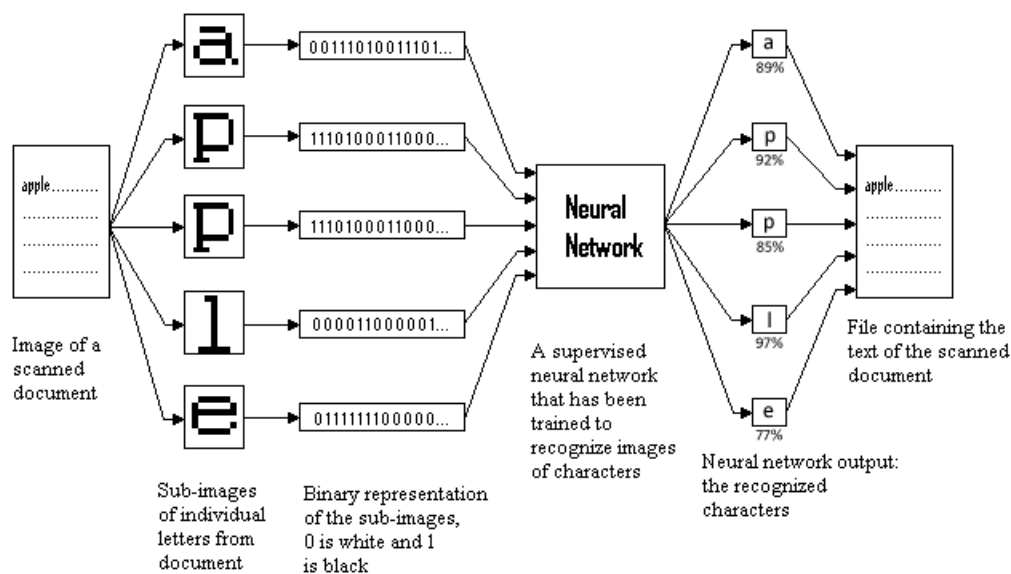 a
00111010011101...
a
89%
p
1110100011000...
p
92%
apple..........
p
1110100011000...
Neural
Network
p
85%
apple..........
l
0000110000001...
l
97%
e
0111111100000...
e
77%
Image of a
scanned
document
Sub-images
of individual
letters from
document
Binary representation
of the sub-images,
0 is white and 1
is black
A supervised
neural network
that has been
trained to
recognize images
of characters
Neural network output:
the recognized
characters
File containing the
text of the scanned
document